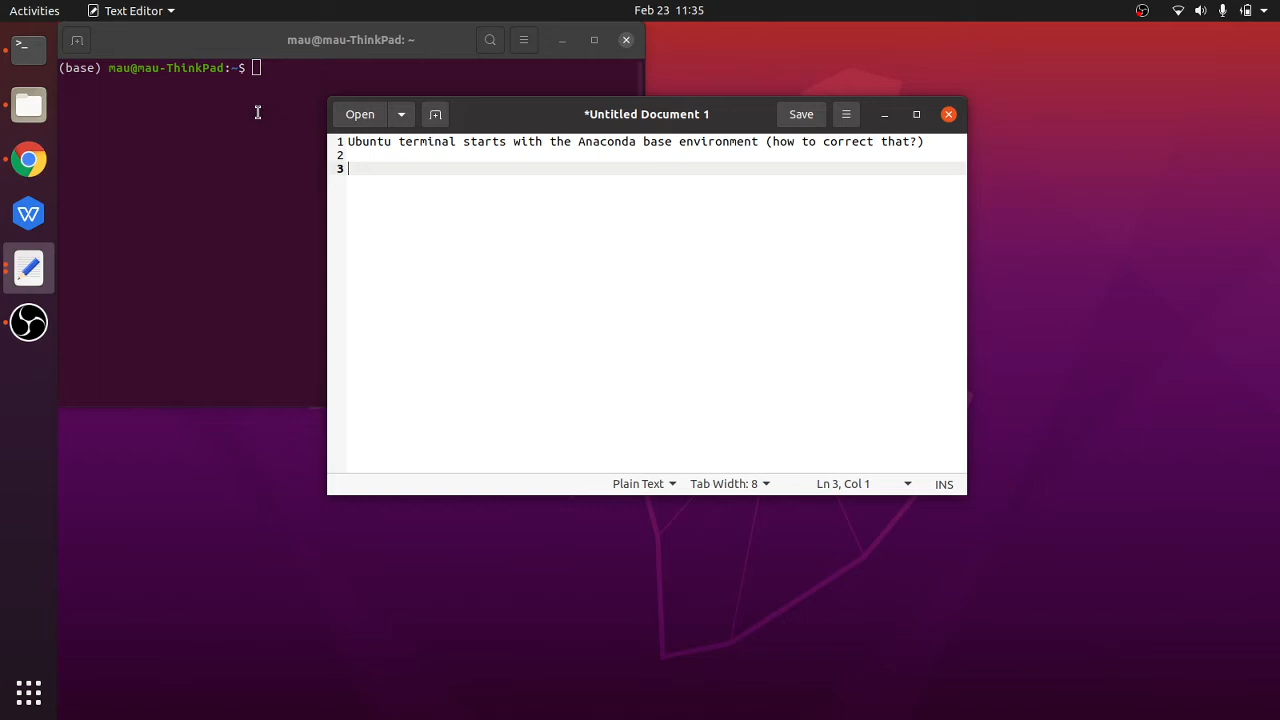 Activities
Text Editor
Feb 23 11:35
mau@mau-ThinkPad: ~
(base) mau@mau-ThinkPad:~$
Open
*Untitled Document 1
Save
1 Ubuntu terminal starts with the Anaconda base environment (how to correct that?)
2
3
Plain Text
Tab Width: 8
Ln 3, Col 1
INS